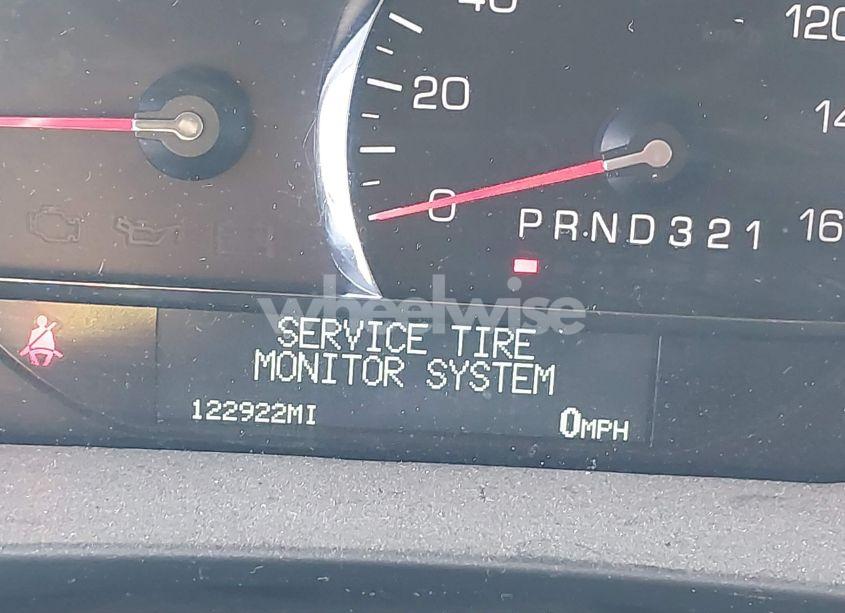 40
120
20
14
0
PRND321
16
wheelwise
SERVICE TIRE
MONITOR SYSTEM
122922MI
0MPH